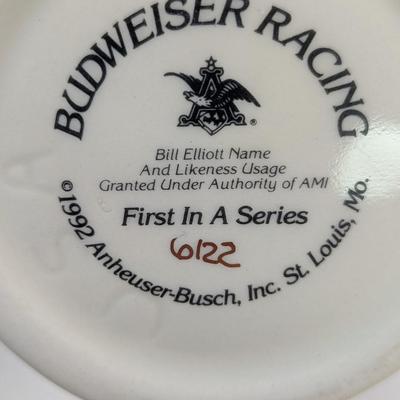 BUDWEISER RACING
A
®
Bill Elliott Name
And Likeness Usage
Granted Under Authority of AMI
First In A Series
6122
©1992 Anheuser-Busch, Inc. St. Louis, Mo.